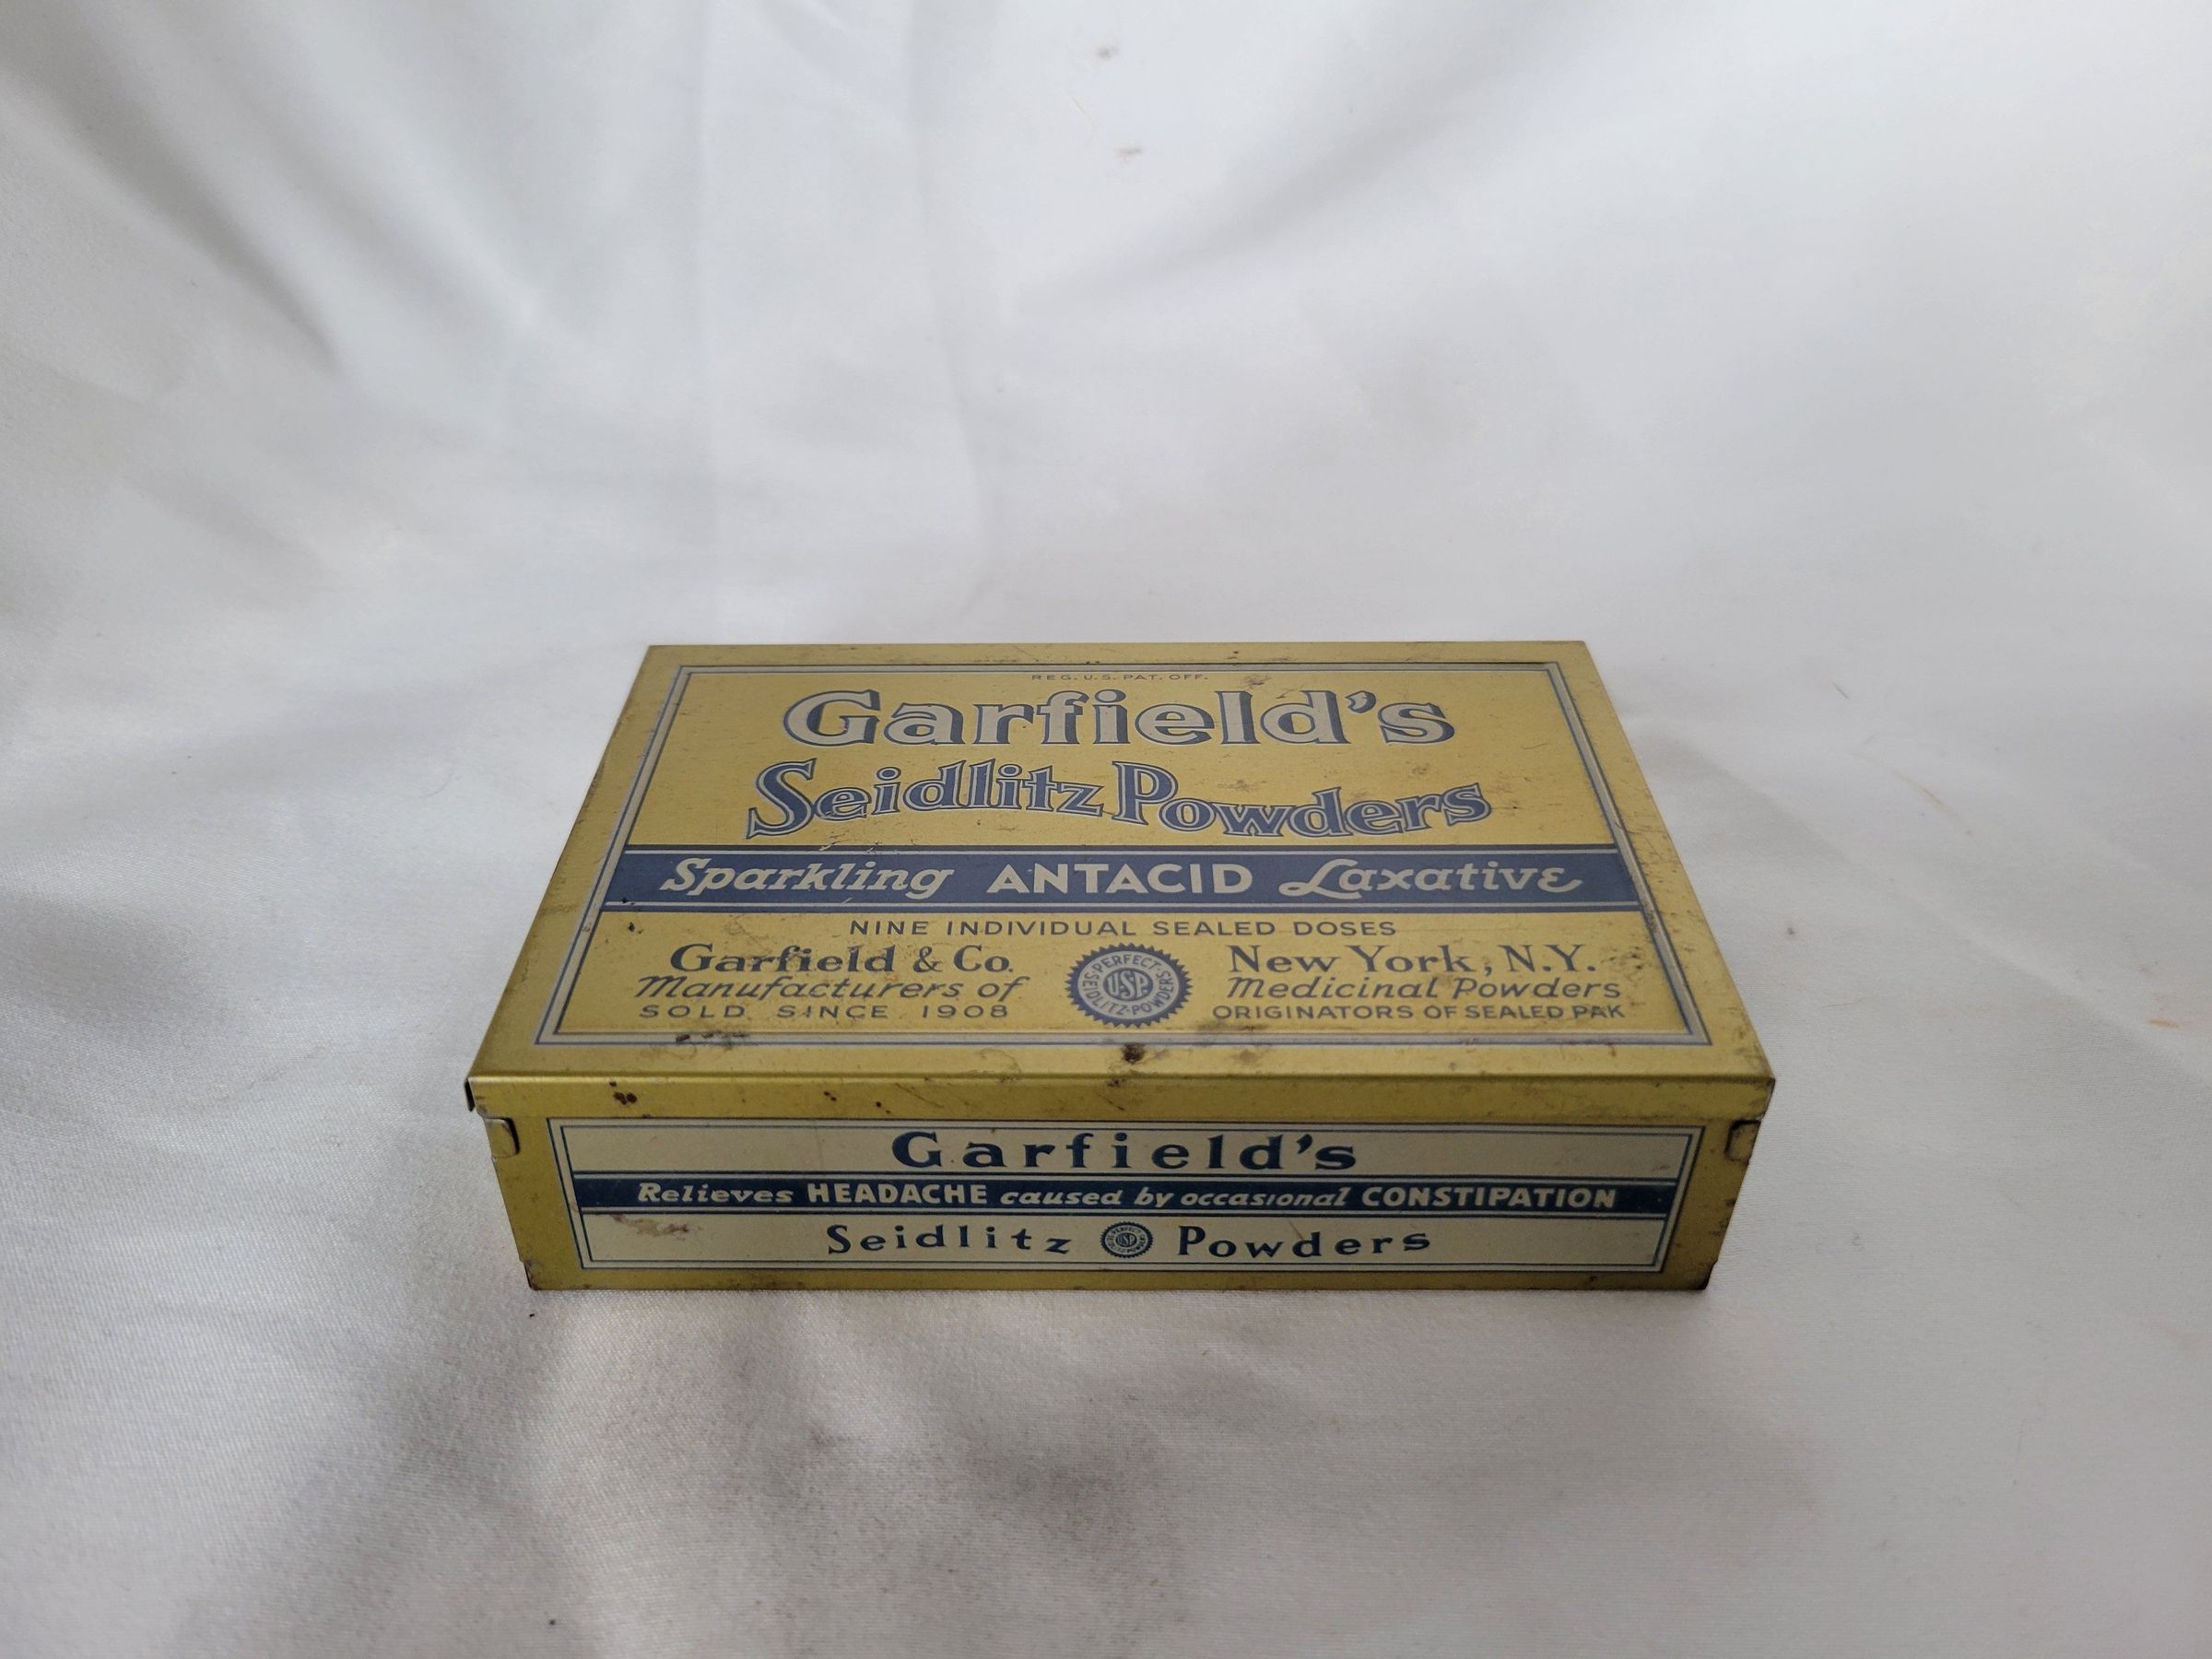 REG. U.S. PAT. OFF.
Garfield's
Seidlitz Powders
Sparkling ANTACID Laxative
NINE INDIVIDUAL SEALED DOSES
Garfield & Co. New York, N.Y.
Manufacturers of Medicinal Powders
SOLD SINCE 1908 ORIGINATORS OF SEALED PAK
PERFECT · SEIDLITZ · POWDERS
USP
Garfield's
Relieves HEADACHE caused by occasional CONSTIPATION
Seidlitz Powders
USP